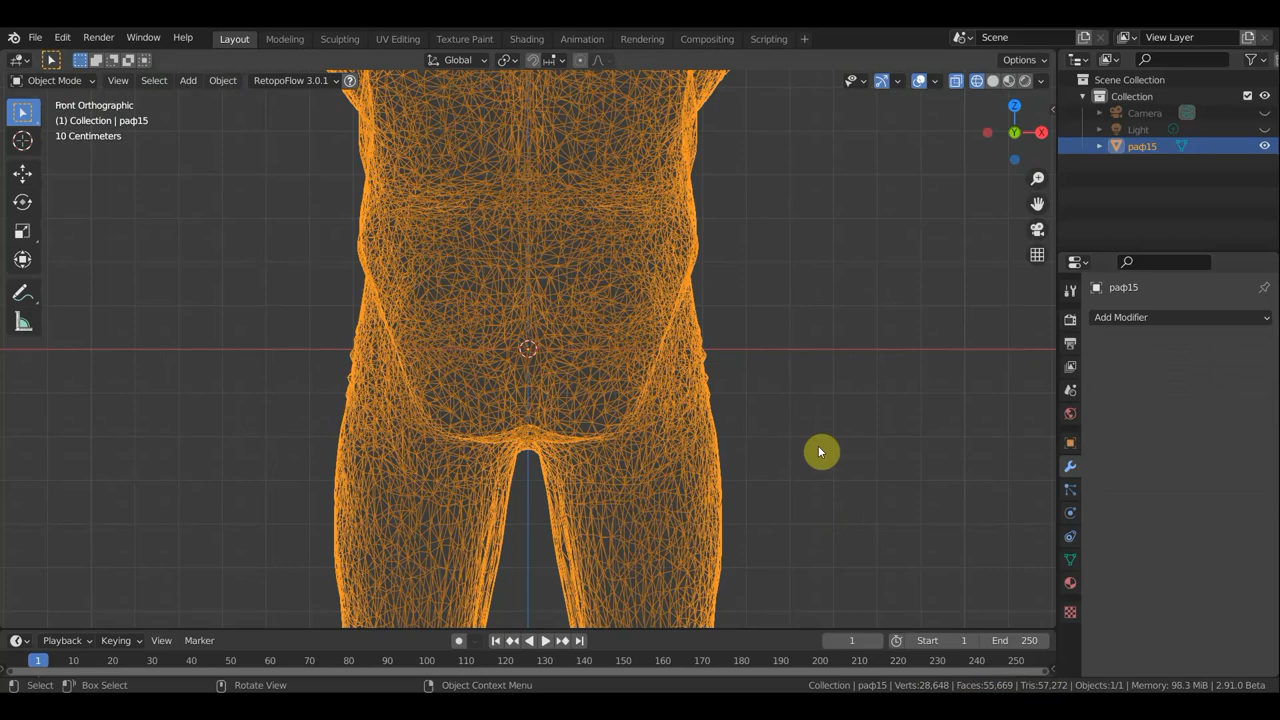 File Edit Render Window Help Layout Modeling Sculpting UV Editing Texture Paint Shading Animation Rendering Compositing Scripting + Scene View Layer
Global Options
Object Mode View Select Add Object RetopoFlow 3.0.1 ?
Front Orthographic
(1) Collection | раф15
10 Centimeters
Z
Y
X
Scene Collection
Collection
Camera
Light
раф15
раф15
Add Modifier
Playback Keying View Marker 1 Start 1 End 250
1 10 20 30 40 50 60 70 80 90 100 110 120 130 140 150 160 170 180 190 200 210 220 230 240 250
Select Box Select Rotate View Object Context Menu Collection | раф15 | Verts:28,648 | Faces:55,669 | Tris:57,272 | Objects:1/1 | Memory: 98.3 MiB | 2.91.0 Beta